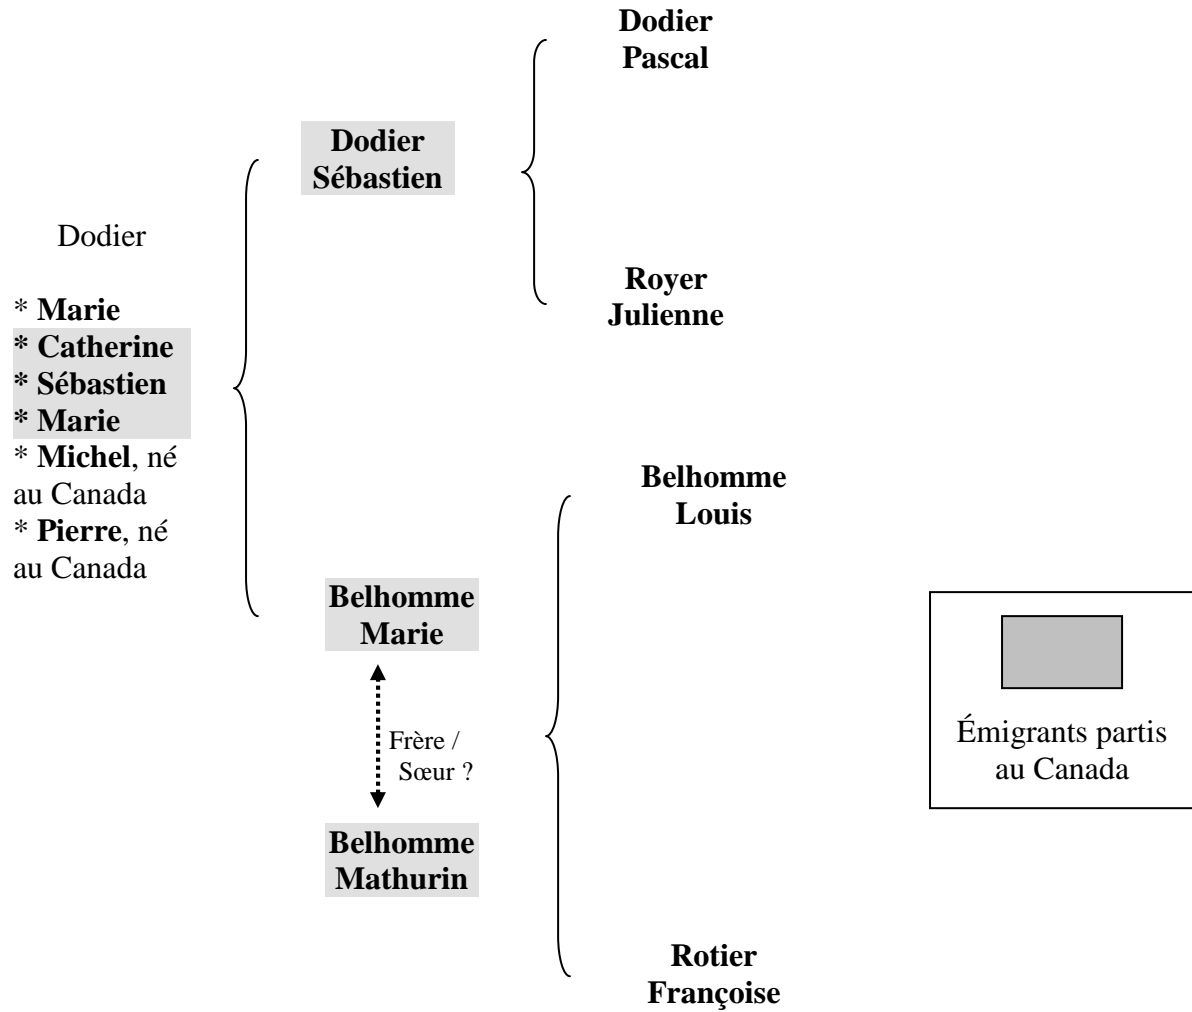 Dodier
Pascal
Dodier
Sébastien
Dodier
Royer
Julienne
* Marie
* Catherine
* Sébastien
* Marie
* Michel, né
au Canada
* Pierre, né
au Canada
Belhomme
Louis
Belhomme
Marie
Frère /
Sœur ?
Belhomme
Mathurin
Rotier
Françoise
Émigrants partis
au Canada